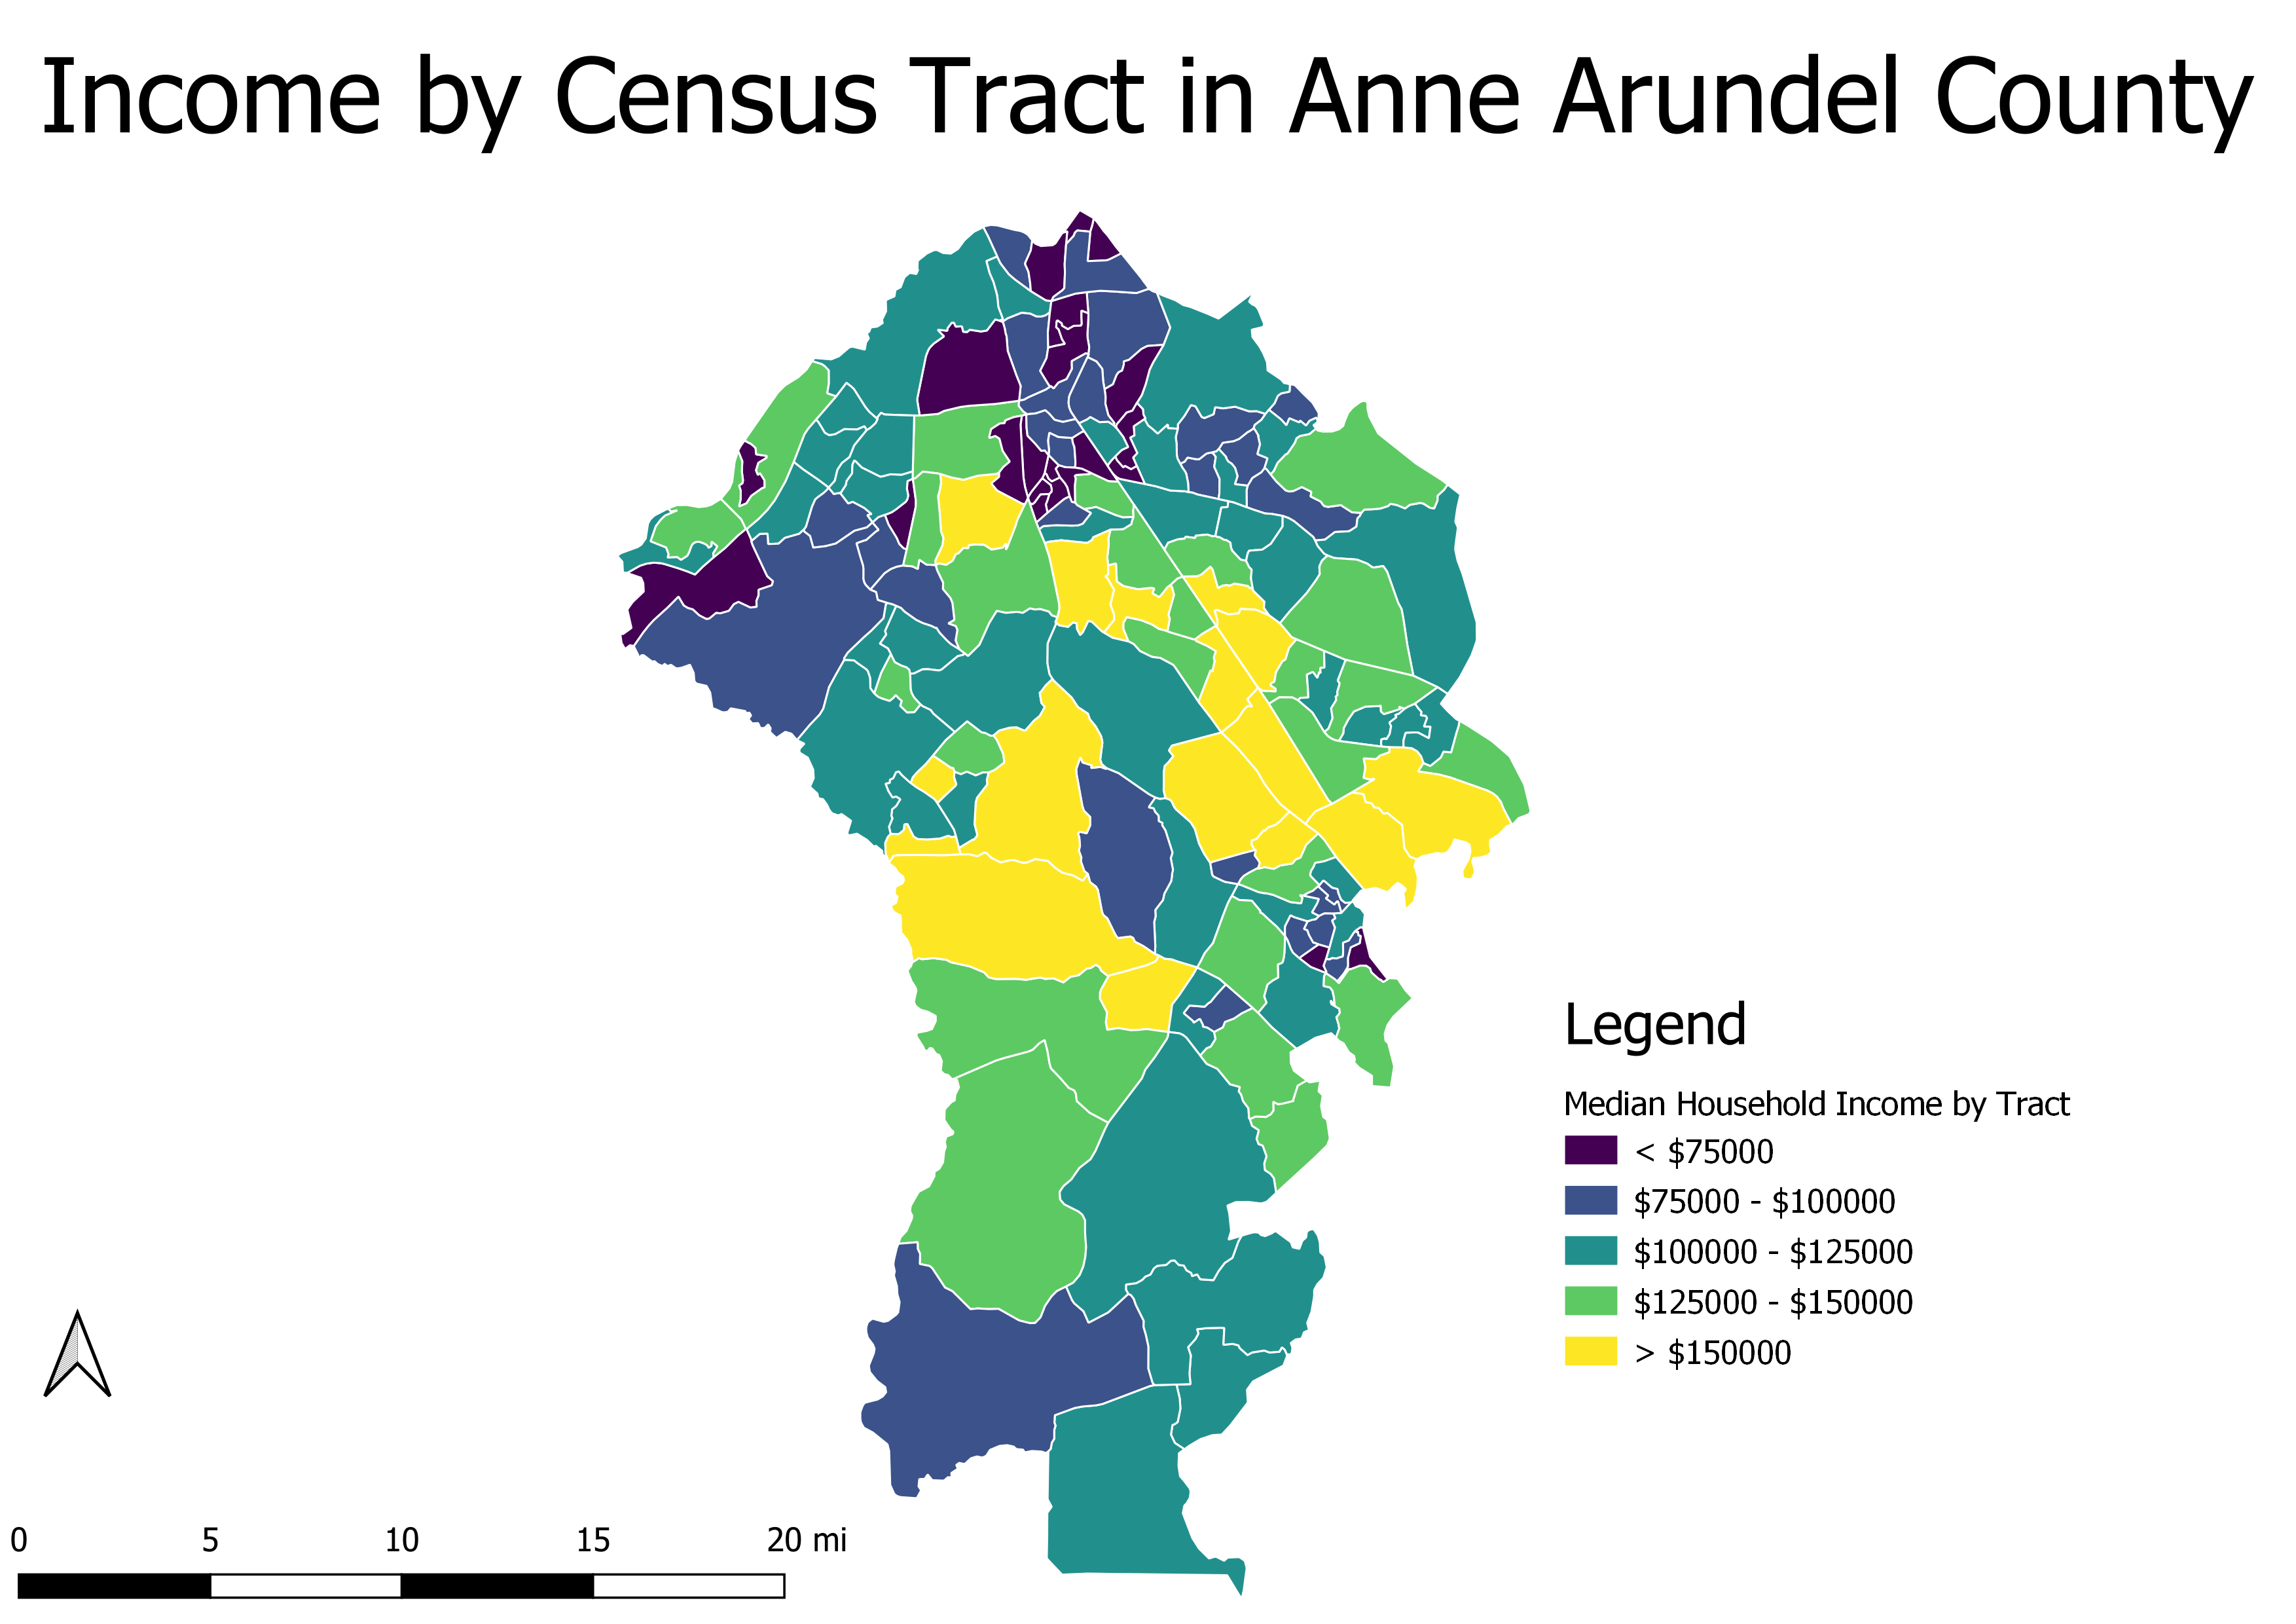 Income by Census Tract in Anne Arundel County
Legend
Median Household Income by Tract
< $75000
$75000 - $100000
$100000 - $125000
$125000 - $150000
> $150000
0 5 10 15 20 mi